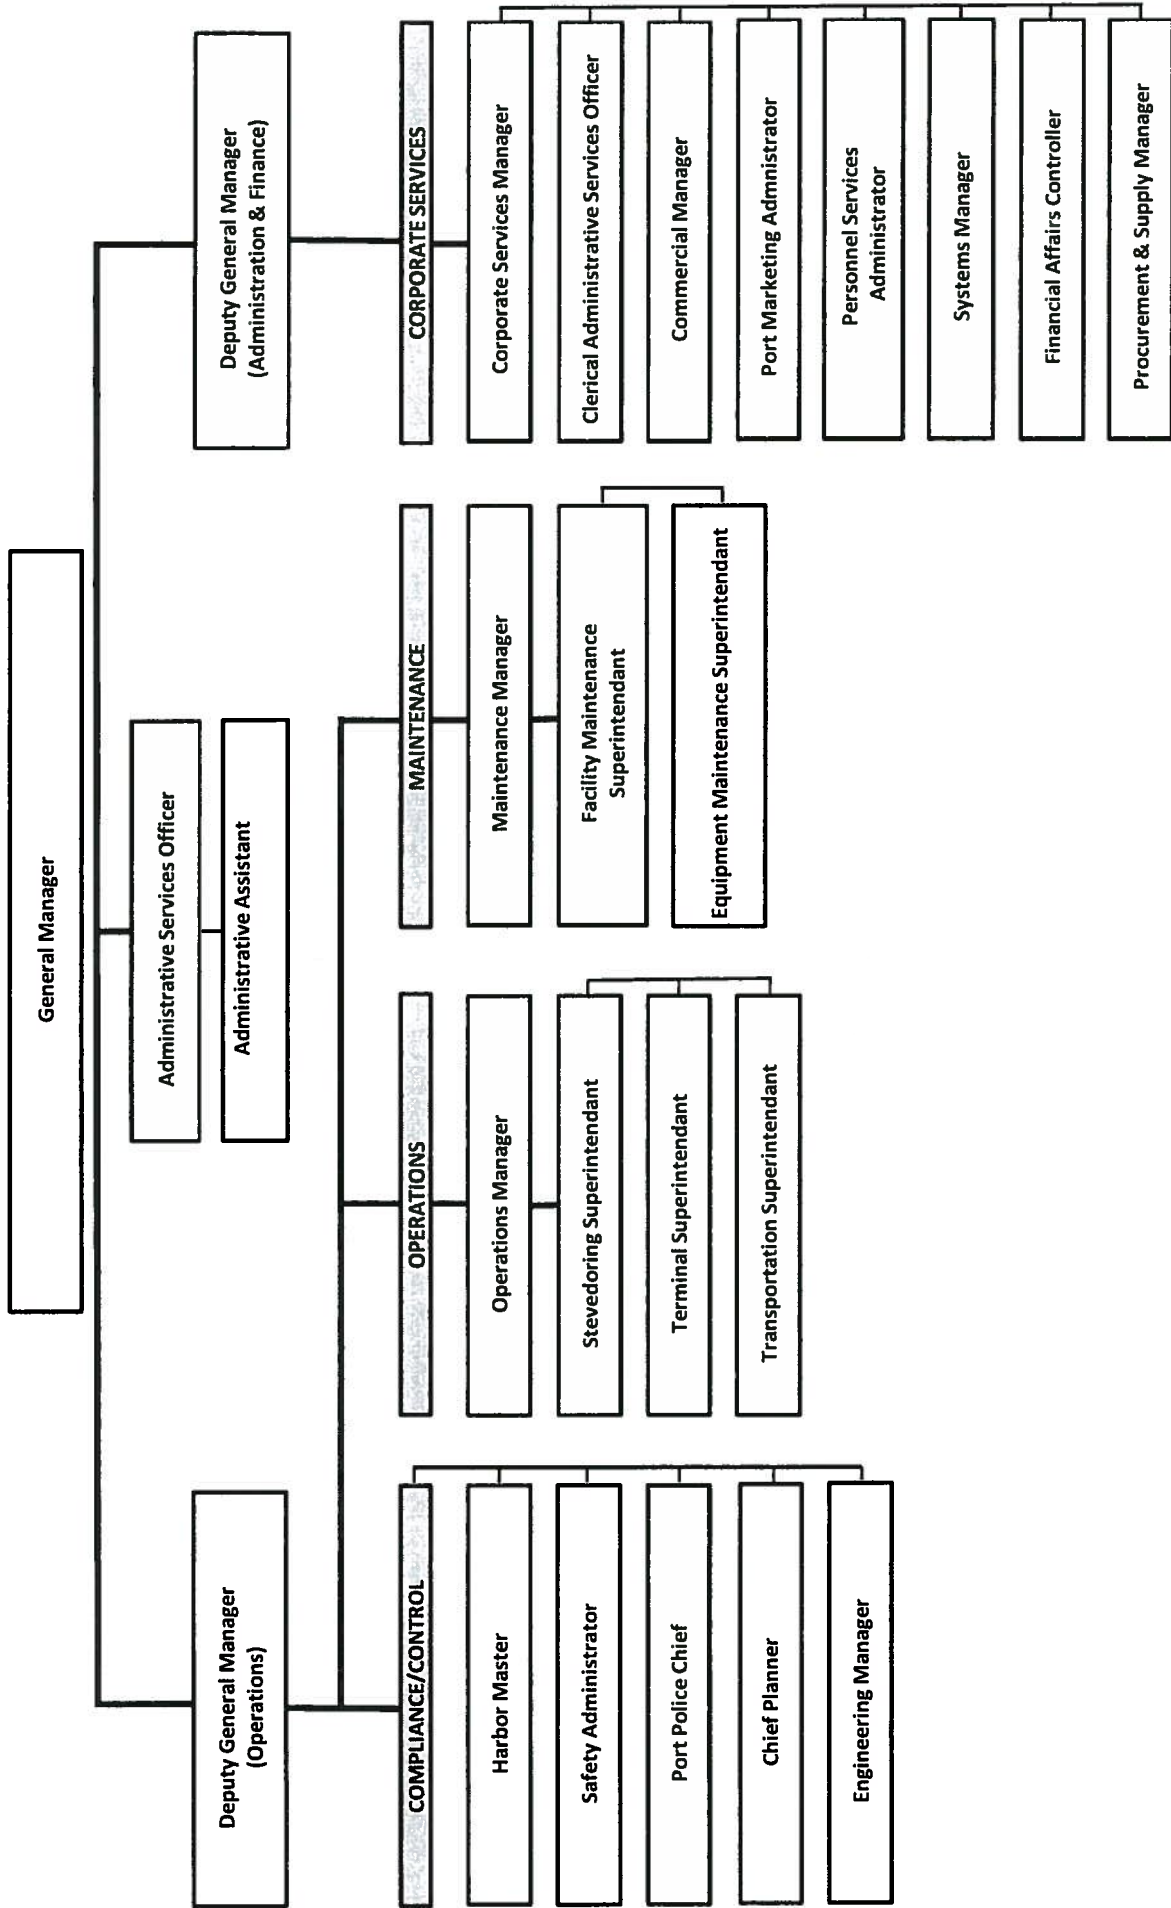 General Manager
Administrative Services Officer
Administrative Assistant
Deputy General Manager
(Operations)
Deputy General Manager
(Administration & Finance)
COMPLIANCE/CONTROL
Harbor Master
Safety Administrator
Port Police Chief
Chief Planner
Engineering Manager
OPERATIONS
Operations Manager
Stevedoring Superintendant
Terminal Superintendant
Transportation Superintendant
MAINTENANCE
Maintenance Manager
Facility Maintenance
Superintendant
Equipment Maintenance Superintendant
CORPORATE SERVICES
Corporate Services Manager
Clerical Administrative Services Officer
Commercial Manager
Port Marketing Admnistrator
Personnel Services
Administrator
Systems Manager
Financial Affairs Controller
Procurement & Supply Manager